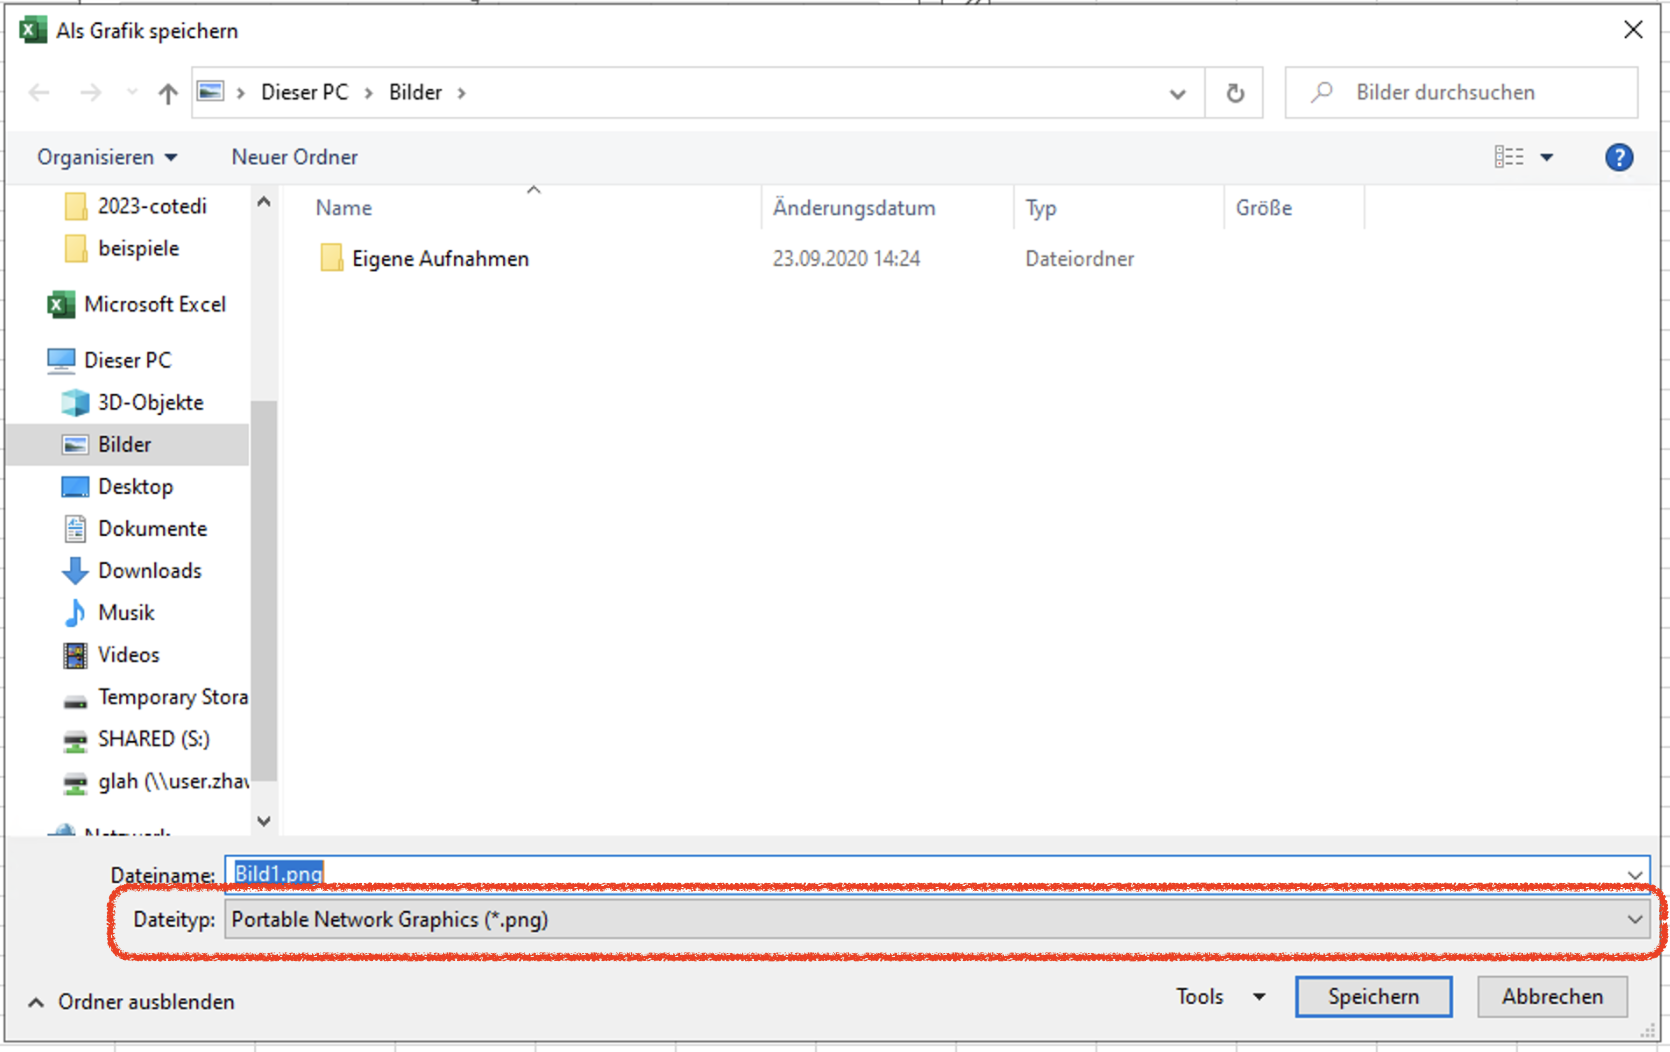 Als Grafik speichern
Dieser PC
Bilder
Bilder durchsuchen
Organisieren
Neuer Ordner
?
2023-cotedi
beispiele
Microsoft Excel
Dieser PC
3D-Objekte
Bilder
Desktop
Dokumente
Downloads
Musik
Videos
Temporary Stora
SHARED (S:)
glah (\\user.zhav
Netzwerk
Name
Änderungsdatum
Typ
Größe
Eigene Aufnahmen
23.09.2020 14:24
Dateiordner
Dateiname:
Bild1.png
Dateityp:
Portable Network Graphics (*.png)
Ordner ausblenden
Tools
Speichern
Abbrechen